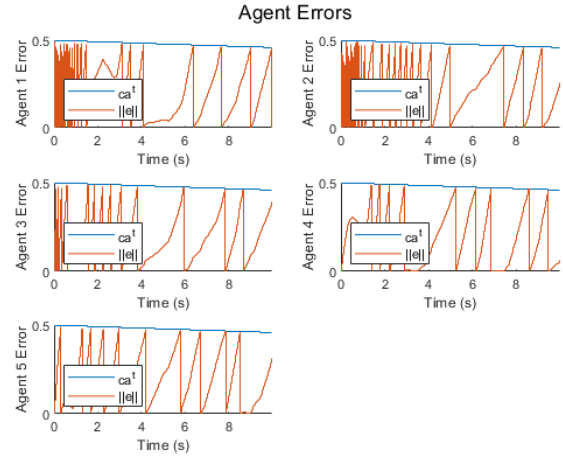 Agent Errors
0.5
0
Agent 1 Error
ca^t
||e||
0 2 4 6 8
Time (s)
0.5
0
Agent 2 Error
ca^t
||e||
0 2 4 6 8
Time (s)
0.5
0
Agent 3 Error
ca^t
||e||
0 2 4 6 8
Time (s)
0.5
0
Agent 4 Error
ca^t
||e||
0 2 4 6 8
Time (s)
0.5
0
Agent 5 Error
ca^t
||e||
0 2 4 6 8
Time (s)